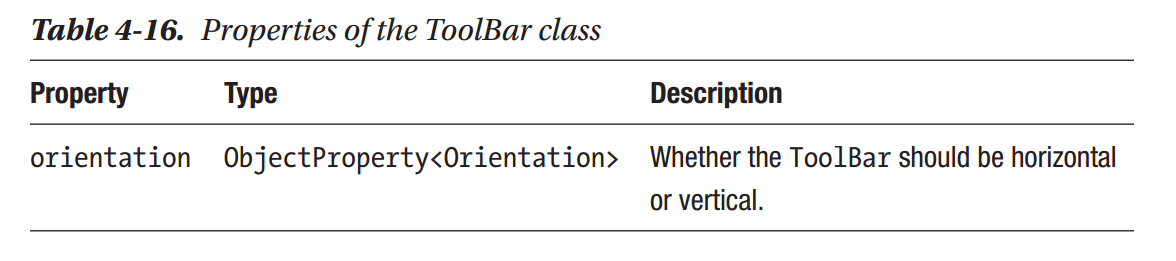 Table 4-16. Properties of the ToolBar class
Property Type Description
orientation ObjectProperty<Orientation> Whether the ToolBar should be horizontal
or vertical.